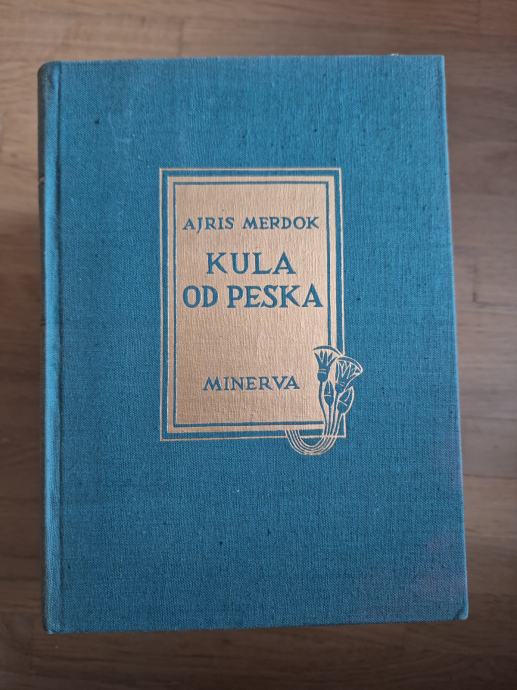 AJRIS MERDOK
KULA
OD PESKA
MINERVA